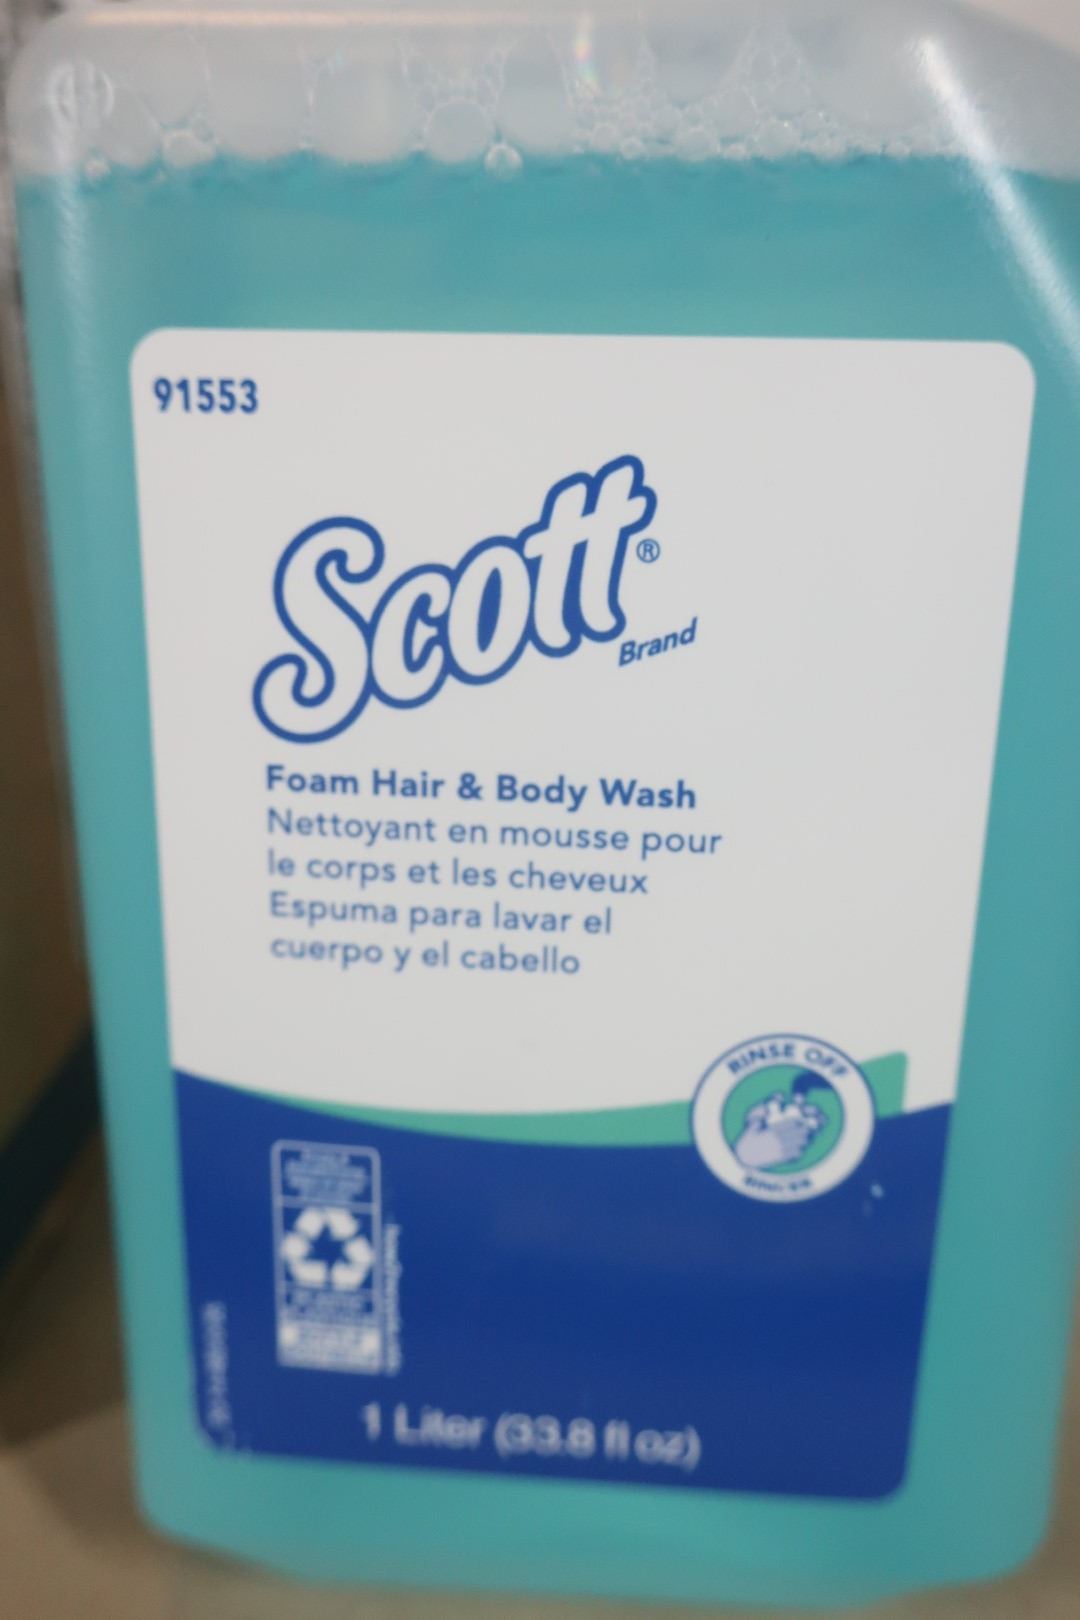 91553
Scott®
Brand
Foam Hair & Body Wash
Nettoyant en mousse pour
le corps et les cheveux
Espuma para lavar el
cuerpo y el cabello
RINSE OFF
1 Liter (33.8 fl oz)